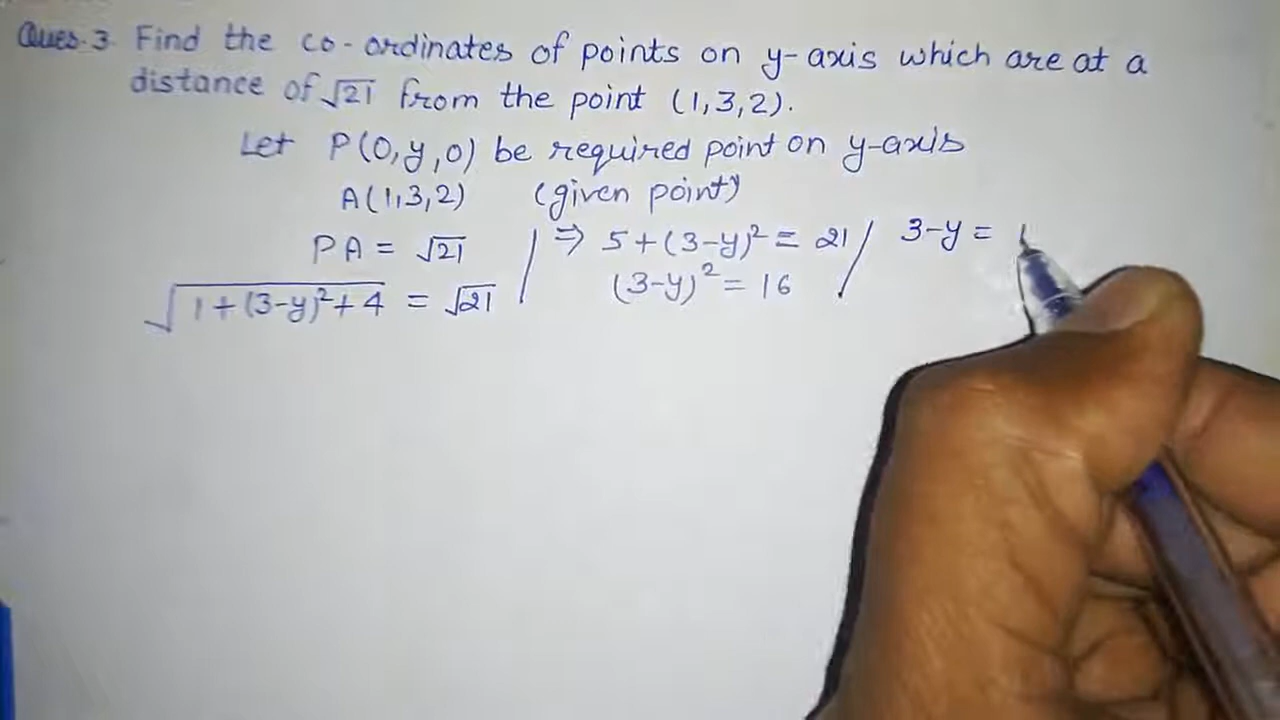 Ques.3 Find the co-ordinates of points on y-axis which are at a
distance of √21 from the point (1,3,2).
Let P(0,y,0) be required point on y-axis
A(1,3,2) (given point)
PA = √21
√(1+(3-y)²+4) = √21
⇒ 5+(3-y)² = 21
(3-y)² = 16
3-y =